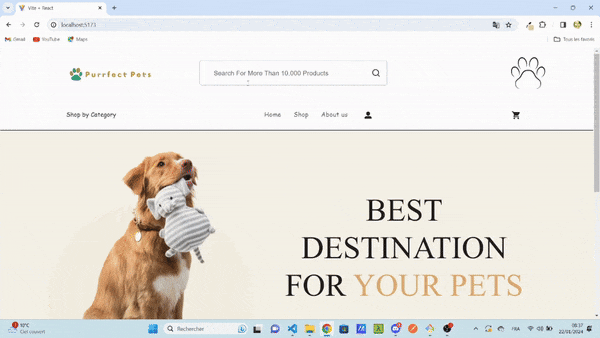 Vite + React
localhost:5173
Gmail
YouTube
Maps
Tous les favoris
Purrfect Pets
Search For More Than 10,000 Products
Shop by Category
Home
Shop
About us
BEST
DESTINATION
FOR YOUR PETS
10°C
Ciel couvert
Rechercher
FRA
08:37
22/01/2024